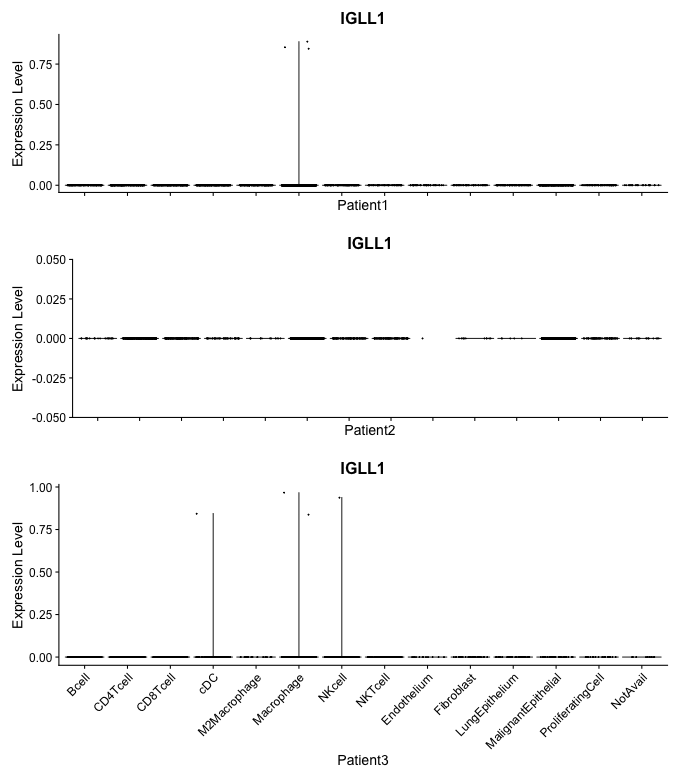 IGLL1
Expression Level
0.75
0.50
0.25
0.00
Patient1
IGLL1
Expression Level
0.050
0.025
0.000
-0.025
-0.050
Patient2
IGLL1
Expression Level
1.00
0.75
0.50
0.25
0.00
Bcell
CD4Tcell
CD8Tcell
cDC
M2Macrophage
Macrophage
NKcell
NKTcell
Endothelium
Fibroblast
LungEpithelium
MalignantEpithelial
ProliferatingCell
NotAvail
Patient3